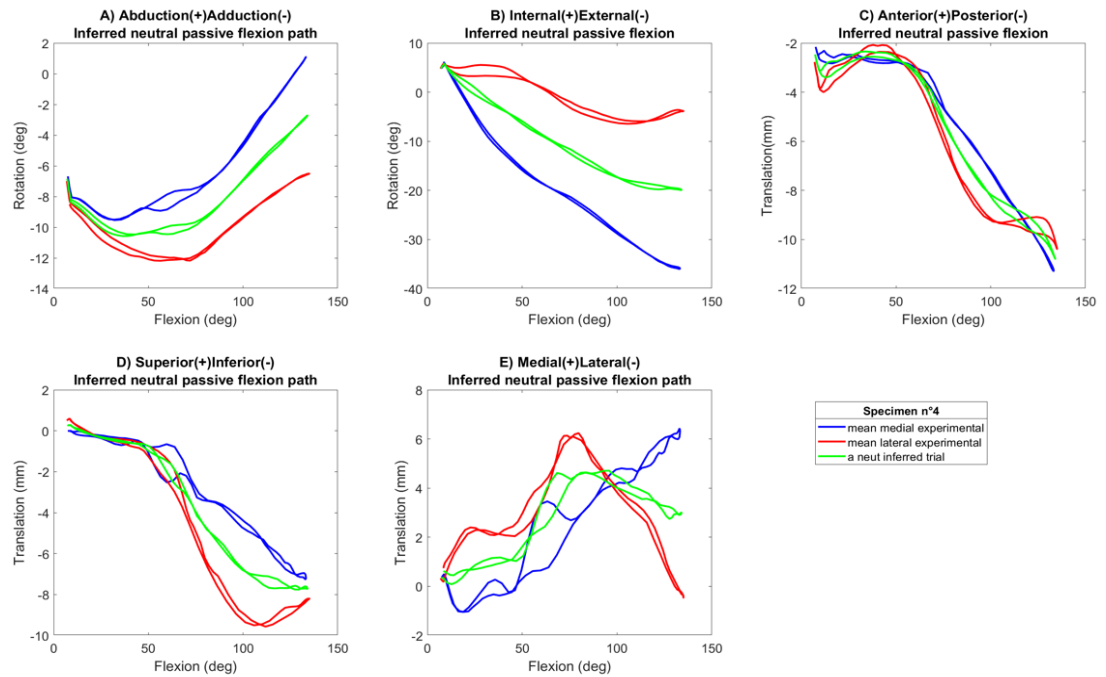 A) Abduction(+)Adduction(-)
Inferred neutral passive flexion path
2
0
-2
-4
-6
-8
-10
-12
-14
Rotation (deg)
0
50
100
150
Flexion (deg)
B) Internal(+)External(-)
Inferred neutral passive flexion
10
0
-10
-20
-30
-40
Rotation (deg)
0
50
100
150
Flexion (deg)
C) Anterior(+)Posterior(-)
Inferred neutral passive flexion
-2
-4
-6
-8
-10
-12
Translation(mm)
0
50
100
150
Flexion (deg)
D) Superior(+)Inferior(-)
Inferred neutral passive flexion path
2
0
-2
-4
-6
-8
-10
Translation (mm)
0
50
100
150
Flexion (deg)
E) Medial(+)Lateral(-)
Inferred neutral passive flexion path
8
6
4
2
0
-2
Translation (mm)
0
50
100
150
Flexion (deg)
Specimen n°4
mean medial experimental
mean lateral experimental
a neut inferred trial